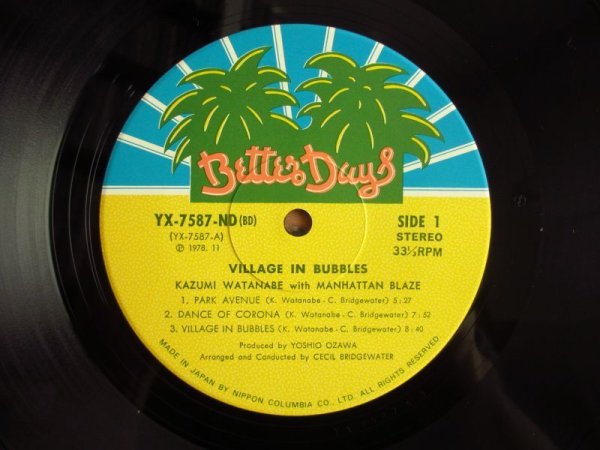 Better Days
YX-7587-ND(BD)
SIDE 1
(YX-7587-A)
STEREO
℗ 1978. 11
33⅓RPM
VILLAGE IN BUBBLES
KAZUMI WATANABE with MANHATTAN BLAZE
1. PARK AVENUE (K. Watanabe - C. Bridgewater) 5:27
2. DANCE OF CORONA (K. Watanabe - C. Bridgewater) 7:52
3. VILLAGE IN BUBBLES (K. Watanabe - C. Bridgewater) 8:40
Produced by YOSHIO OZAWA
Arranged and Conducted by CECIL BRIDGEWATER
MADE IN JAPAN BY NIPPON COLUMBIA CO., LTD. ALL RIGHTS RESERVED